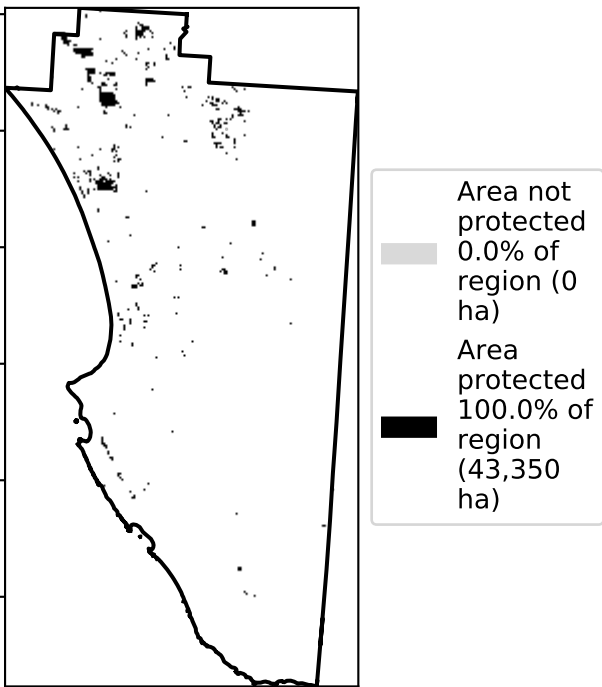 Area not
protected
0.0% of
region (0
ha)
Area
protected
100.0% of
region
(43,350
ha)